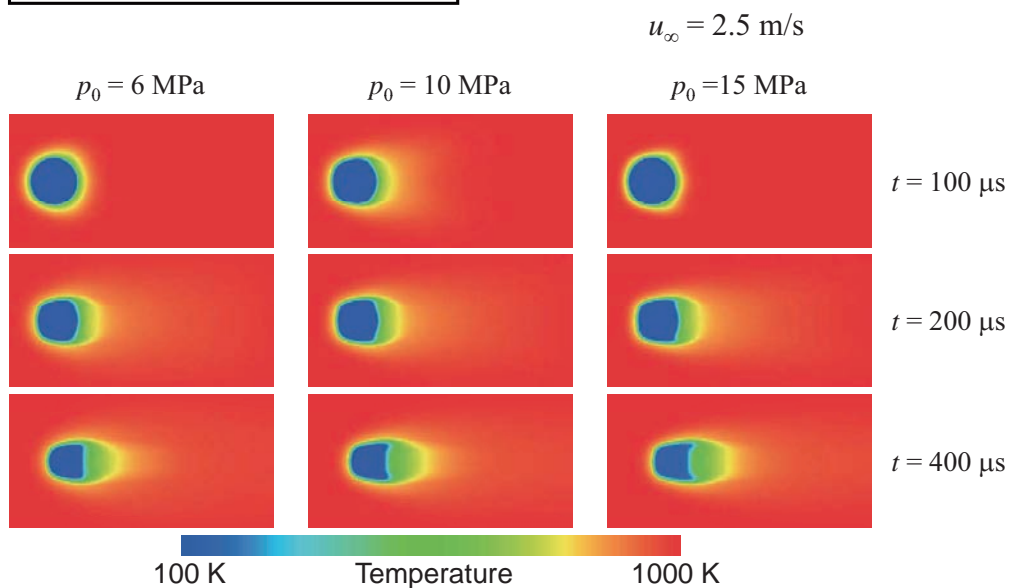 u∞ = 2.5 m/s
p0 = 6 MPa
p0 = 10 MPa
p0 =15 MPa
t = 100 μs
t = 200 μs
t = 400 μs
100 K Temperature 1000 K